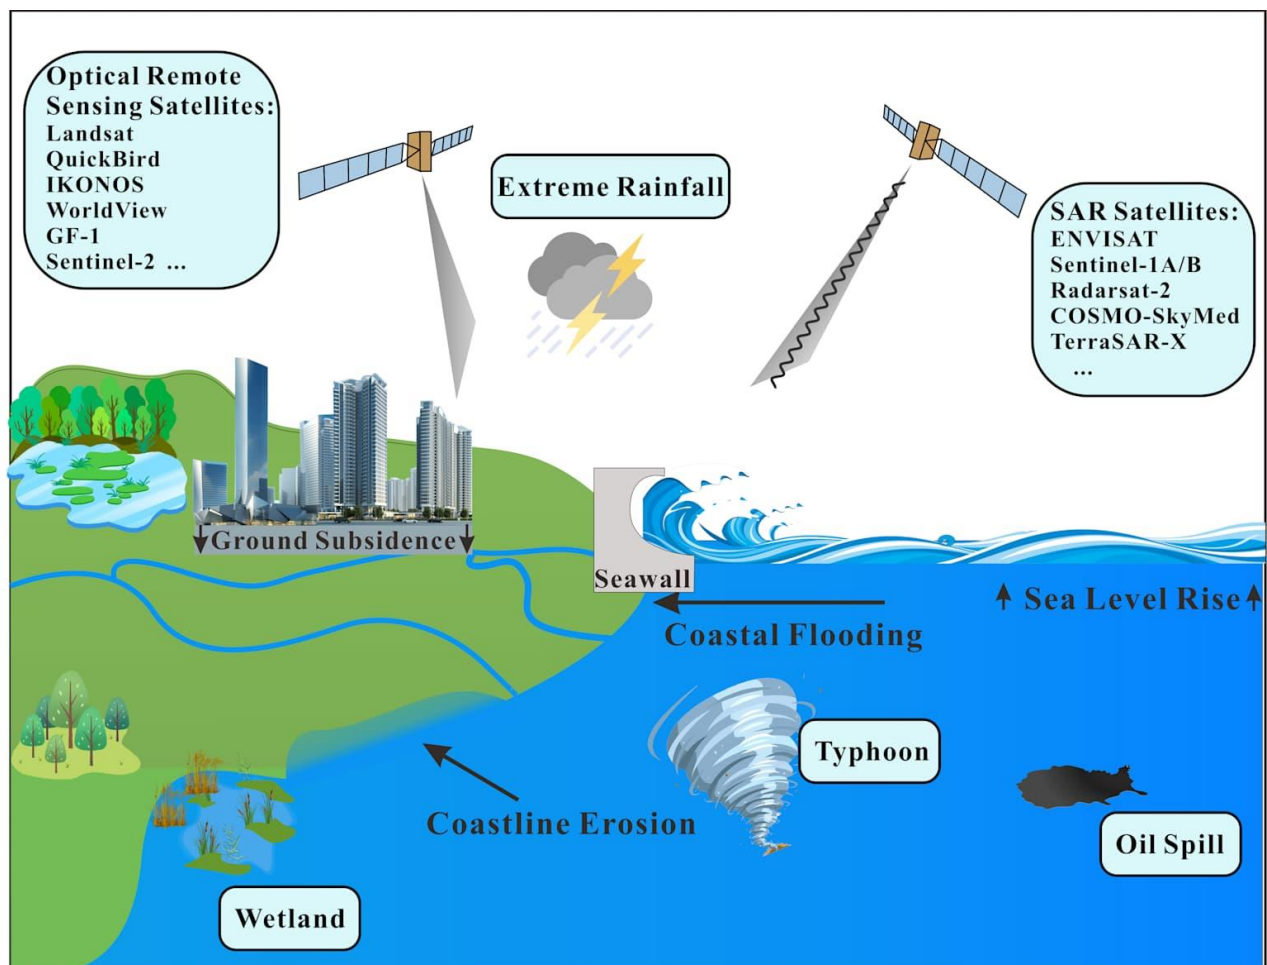 Optical Remote
Sensing Satellites:
Landsat
QuickBird
IKONOS
WorldView
GF-1
Sentinel-2 ...
Extreme Rainfall
SAR Satellites:
ENVISAT
Sentinel-1A/B
Radarsat-2
COSMO-SkyMed
TerraSAR-X
...
Ground Subsidence
Seawall
Sea Level Rise
Coastal Flooding
Typhoon
Coastline Erosion
Oil Spill
Wetland